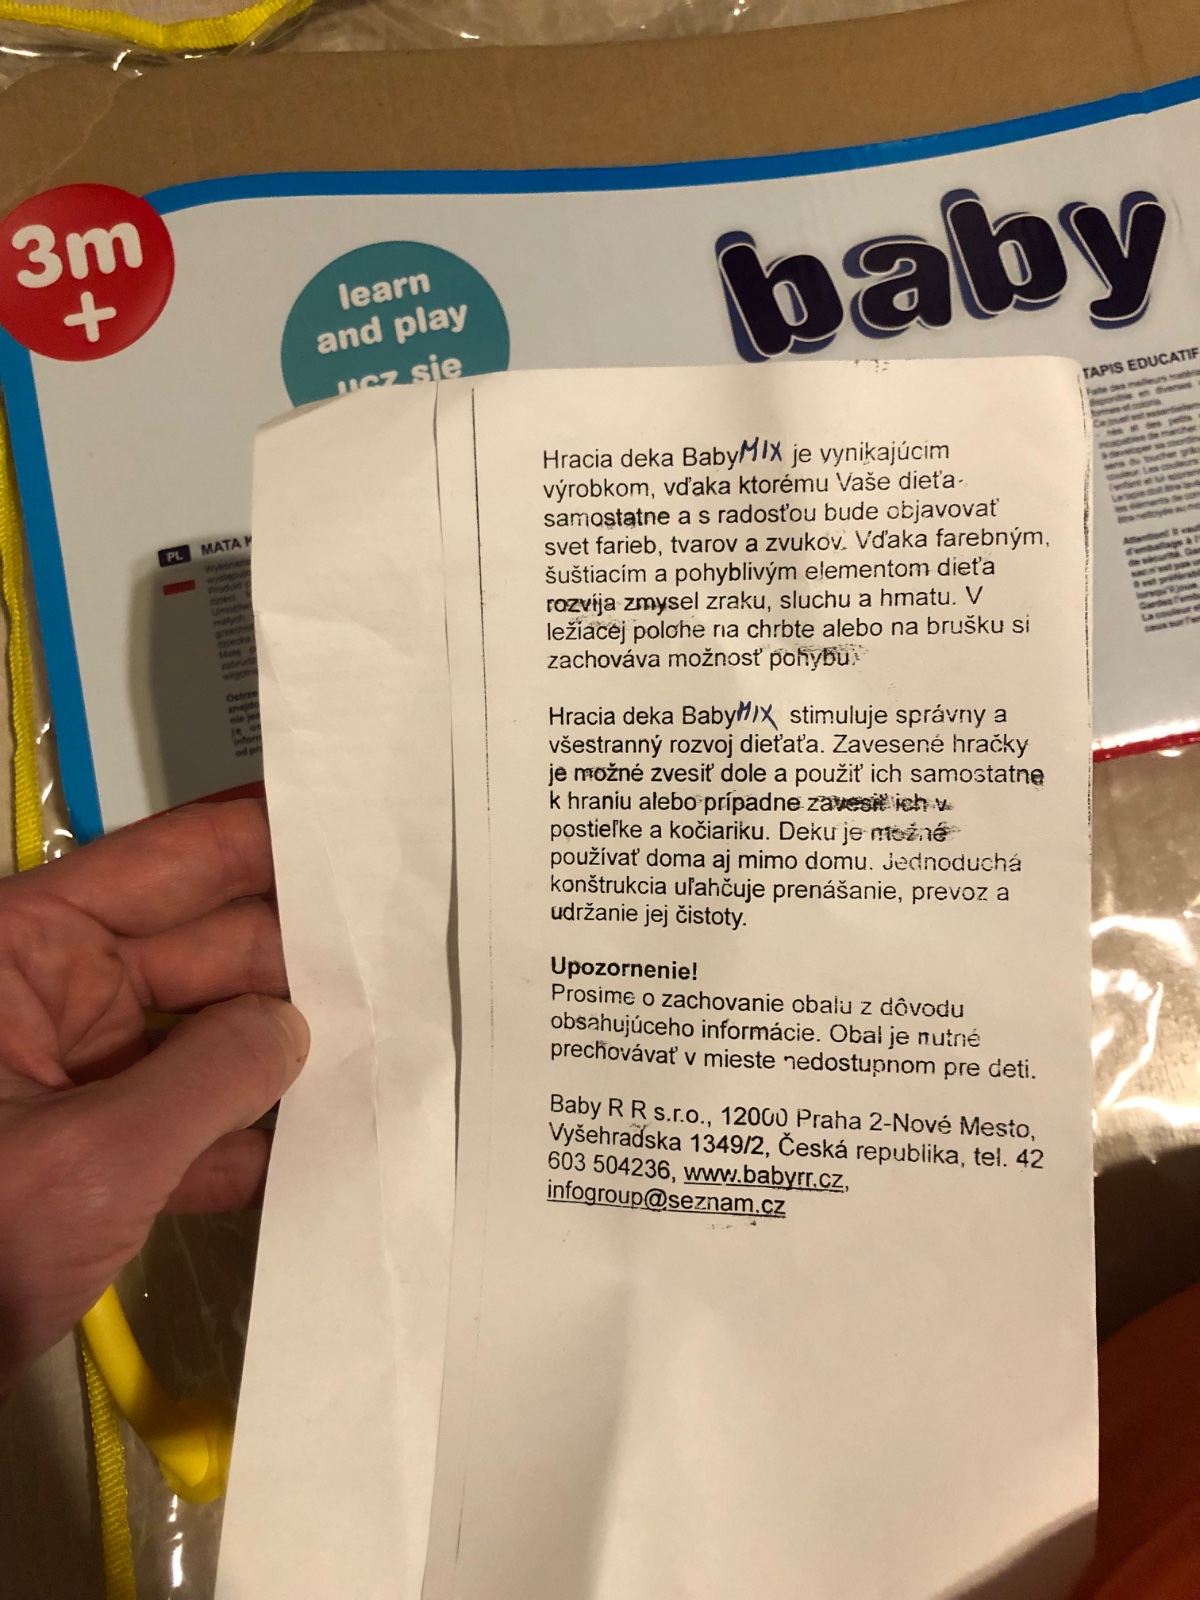 3m
+
learn
and play
ucz się
baby
TAPIS EDUCATIF
PL MATA
Hracia deka BabyMIX je vynikajúcim
výrobkom, vďaka ktorému Vaše dieťa
samostatne a s radosťou bude objavovať
svet farieb, tvarov a zvukov. Vďaka farebným,
šuštiacím a pohyblivým elementom dieťa
rozvíja zmysel zraku, sluchu a hmatu. V
ležiacej polohe na chrbte alebo na brušku si
zachováva možnosť pohybu.
Hracia deka BabyMIX stimuluje správny a
všestranný rozvoj dieťaťa. Zavesené hračky
je možné zvesiť dole a použiť ich samostatne
k hraniu alebo prípadne zavesiť ich v
postieľke a kočiariku. Deku je možné
používať doma aj mimo domu. Jednoduchá
konštrukcia uľahčuje prenášanie, prevoz a
udržanie jej čistoty.
Upozornenie!
Prosíme o zachovanie obalu z dôvodu
obsahujúceho informácie. Obal je nutné
prechovávať v mieste nedostupnom pre deti.
Baby R R s.r.o., 12000 Praha 2-Nové Mesto,
Vyšehradska 1349/2, Česká republika, tel. 42
603 504236, www.babyrr.cz,
infogroup@seznam.cz